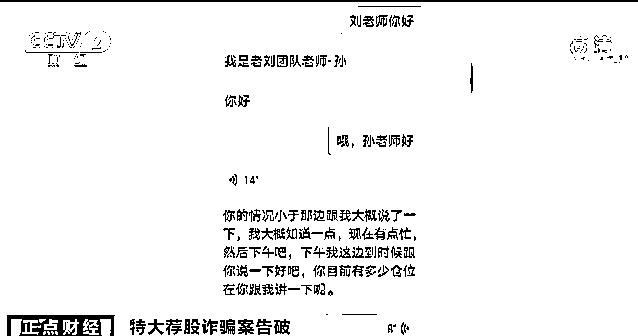 刘老师你好
CCTV 2
财经
高清
我是老刘团队老师-孙
你好
哦，孙老师好
14"
你的情况小于那边跟我大概说了一
下，我大概知道一点，现在有点忙，
然后下午吧，下午我这边到时候跟
你说一下好吧，你目前有多少仓位
在你跟我讲一下呢。
正点财经
特大荐股诈骗案告破
6"